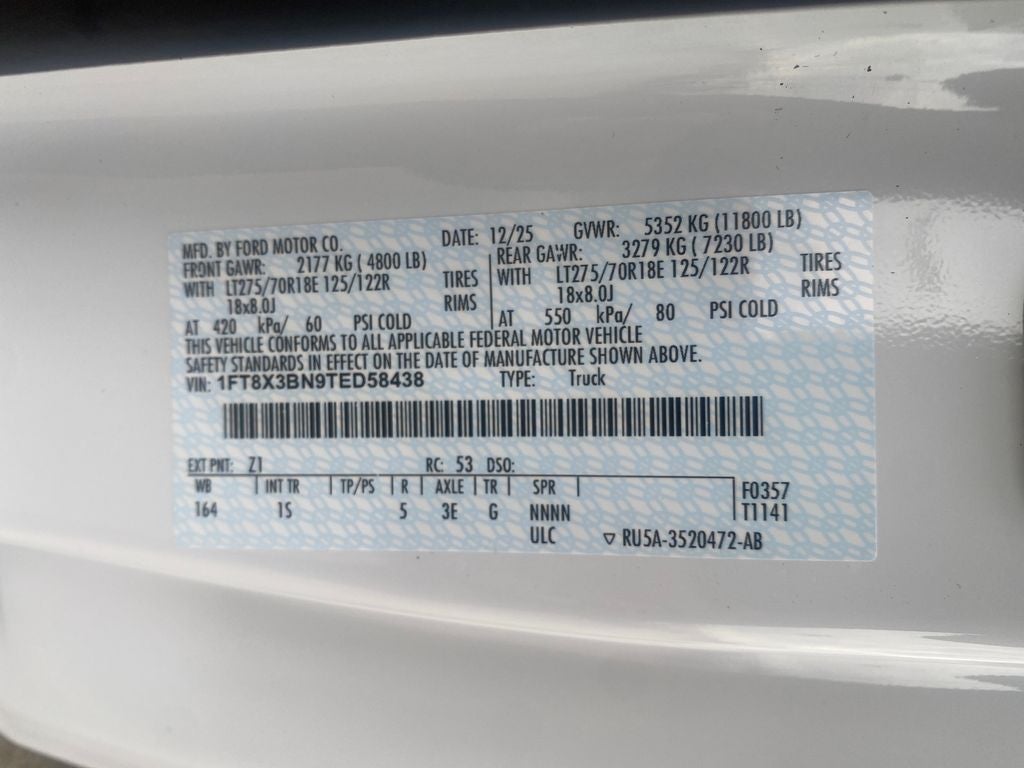 MFD. BY FORD MOTOR CO. DATE: 12/25 GVWR: 5352 KG (11800 LB)
FRONT GAWR: 2177 KG ( 4800 LB) REAR GAWR: 3279 KG ( 7230 LB)
WITH LT275/70R18E 125/122R TIRES WITH LT275/70R18E 125/122R TIRES
18x8.0J RIMS 18x8.0J RIMS
AT 420 kPa/ 60 PSI COLD AT 550 kPa/ 80 PSI COLD
THIS VEHICLE CONFORMS TO ALL APPLICABLE FEDERAL MOTOR VEHICLE
SAFETY STANDARDS IN EFFECT ON THE DATE OF MANUFACTURE SHOWN ABOVE.
VIN: 1FT8X3BN9TED58438 TYPE: Truck
EXT PNT: Z1 RC: 53 DSO:
WB INT TR TP/PS R AXLE TR SPR F0357
164 1S 5 3E G NNNN T1141
ULC ▽ RU5A-3520472-AB